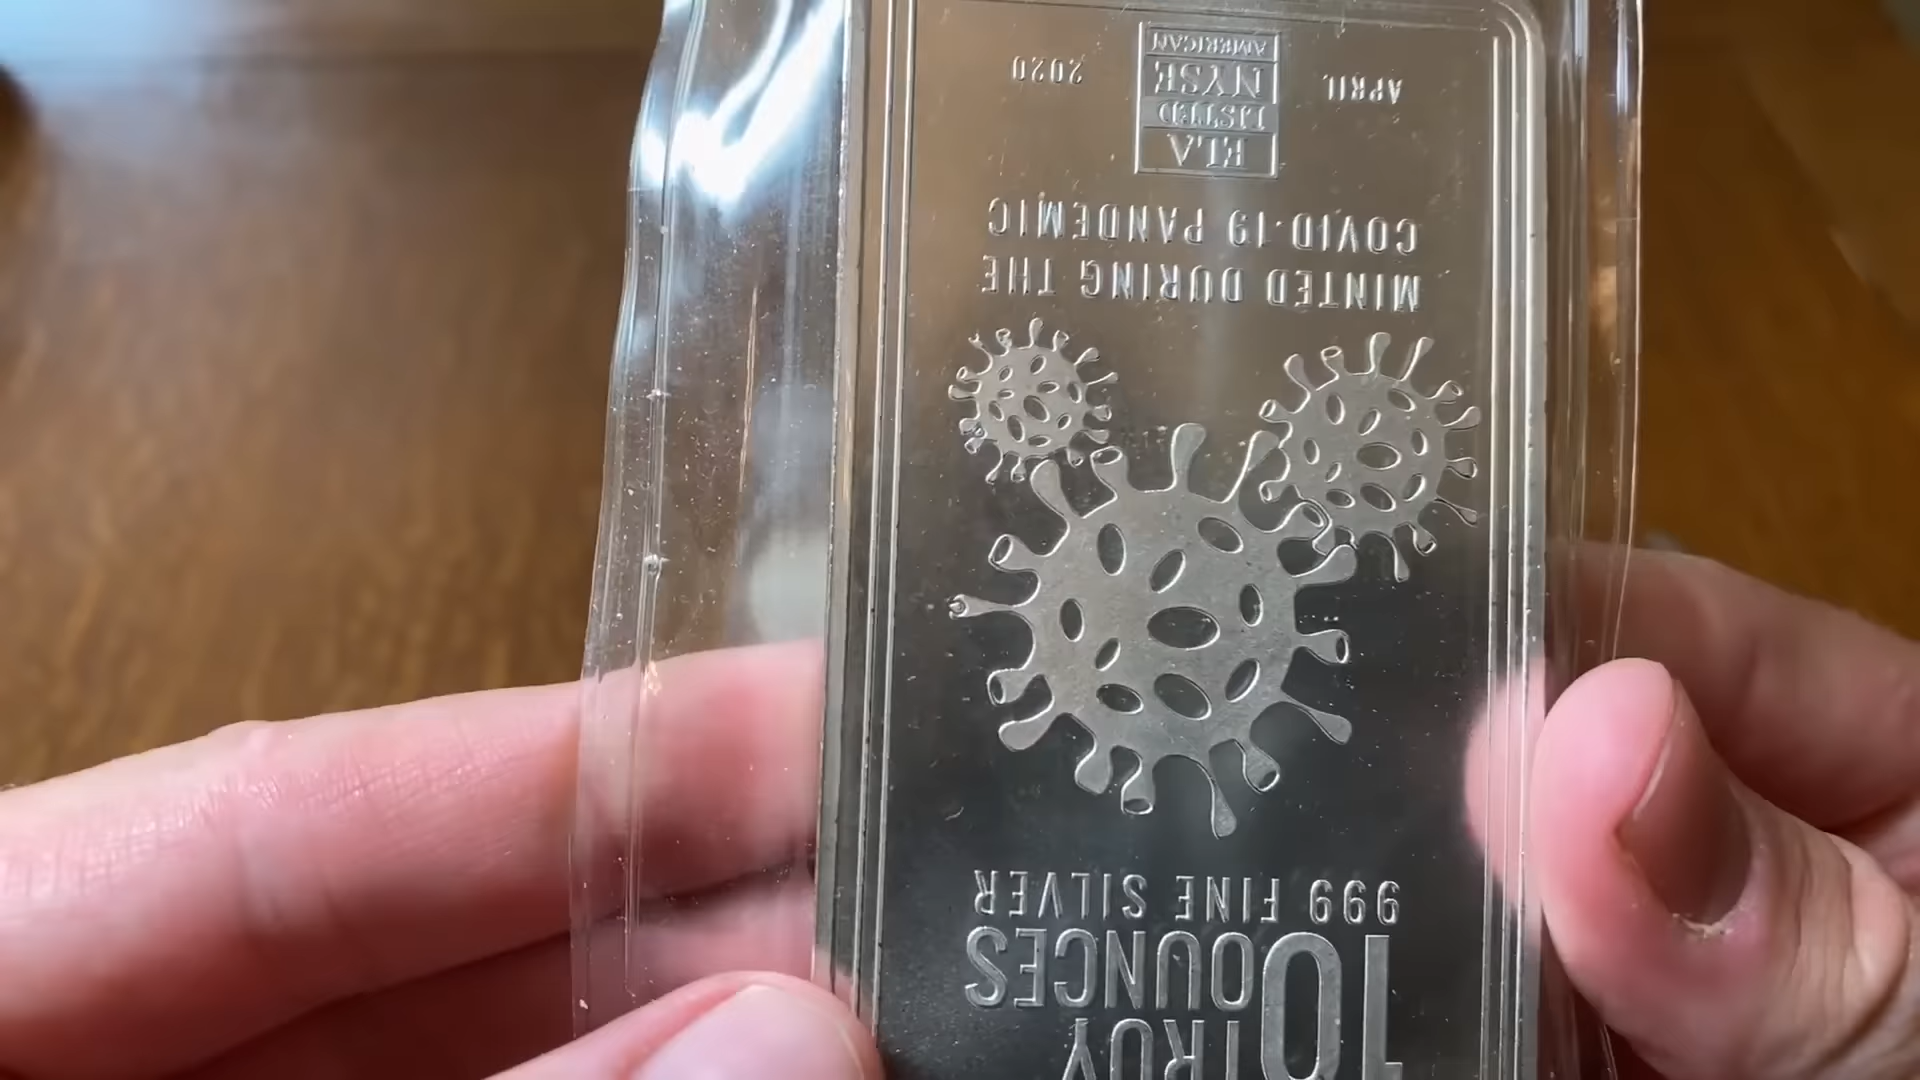 10 TROY
OUNCES
999 FINE SILVER
MINTED DURING THE
COVID-19 PANDEMIC
APRIL
ELA
LISTED
NYSE
AMERICAN
2020